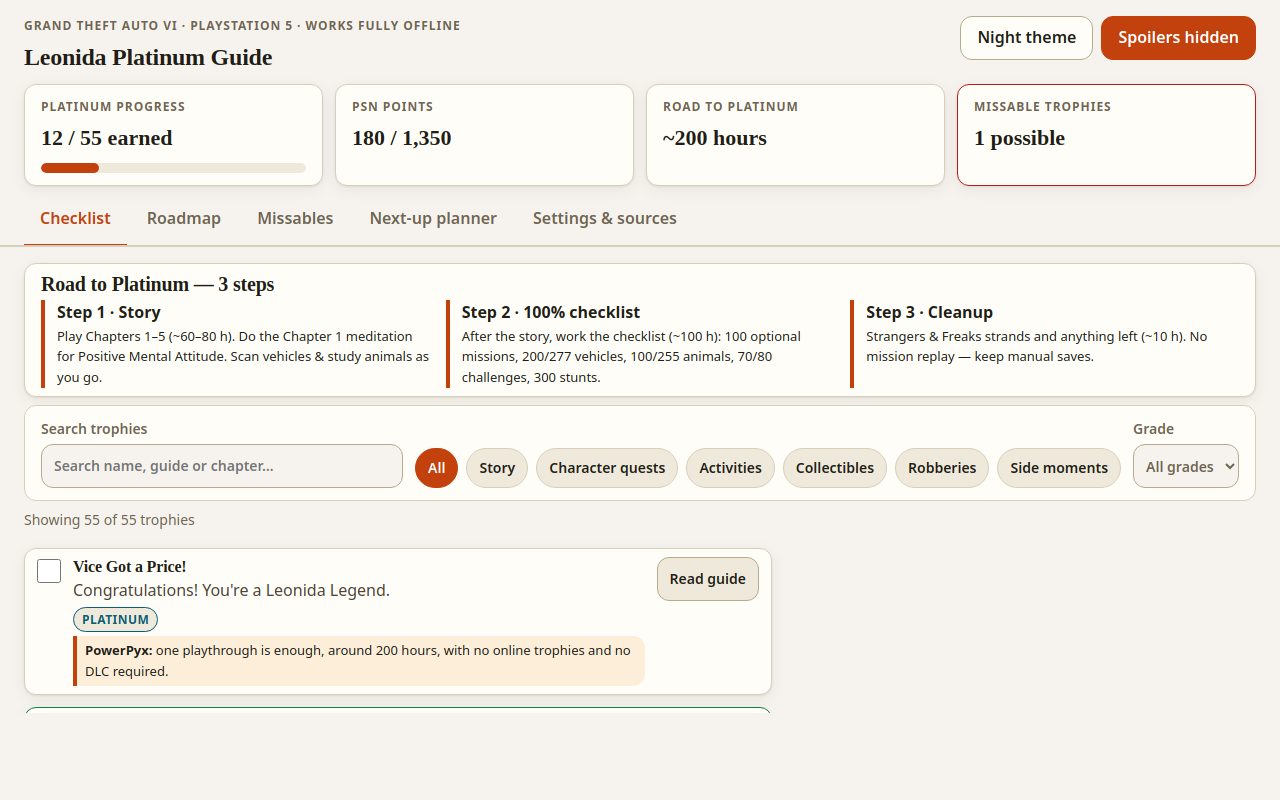 GRAND THEFT AUTO VI · PLAYSTATION 5 · WORKS FULLY OFFLINE
Leonida Platinum Guide
Night theme
Spoilers hidden
PLATINUM PROGRESS
12 / 55 earned
PSN POINTS
180 / 1,350
ROAD TO PLATINUM
~200 hours
MISSABLE TROPHIES
1 possible
Checklist
Roadmap
Missables
Next-up planner
Settings & sources
Road to Platinum — 3 steps
Step 1 · Story
Play Chapters 1–5 (~60–80 h). Do the Chapter 1 meditation
for Positive Mental Attitude. Scan vehicles & study animals as
you go.
Step 2 · 100% checklist
After the story, work the checklist (~100 h): 100 optional
missions, 200/277 vehicles, 100/255 animals, 70/80
challenges, 300 stunts.
Step 3 · Cleanup
Strangers & Freaks strands and anything left (~10 h). No
mission replay — keep manual saves.
Search trophies
Search name, guide or chapter...
All
Story
Character quests
Activities
Collectibles
Robberies
Side moments
Grade
All grades
Showing 55 of 55 trophies
Vice Got a Price!
Congratulations! You're a Leonida Legend.
PLATINUM
PowerPyx: one playthrough is enough, around 200 hours, with no online trophies and no
DLC required.
Read guide